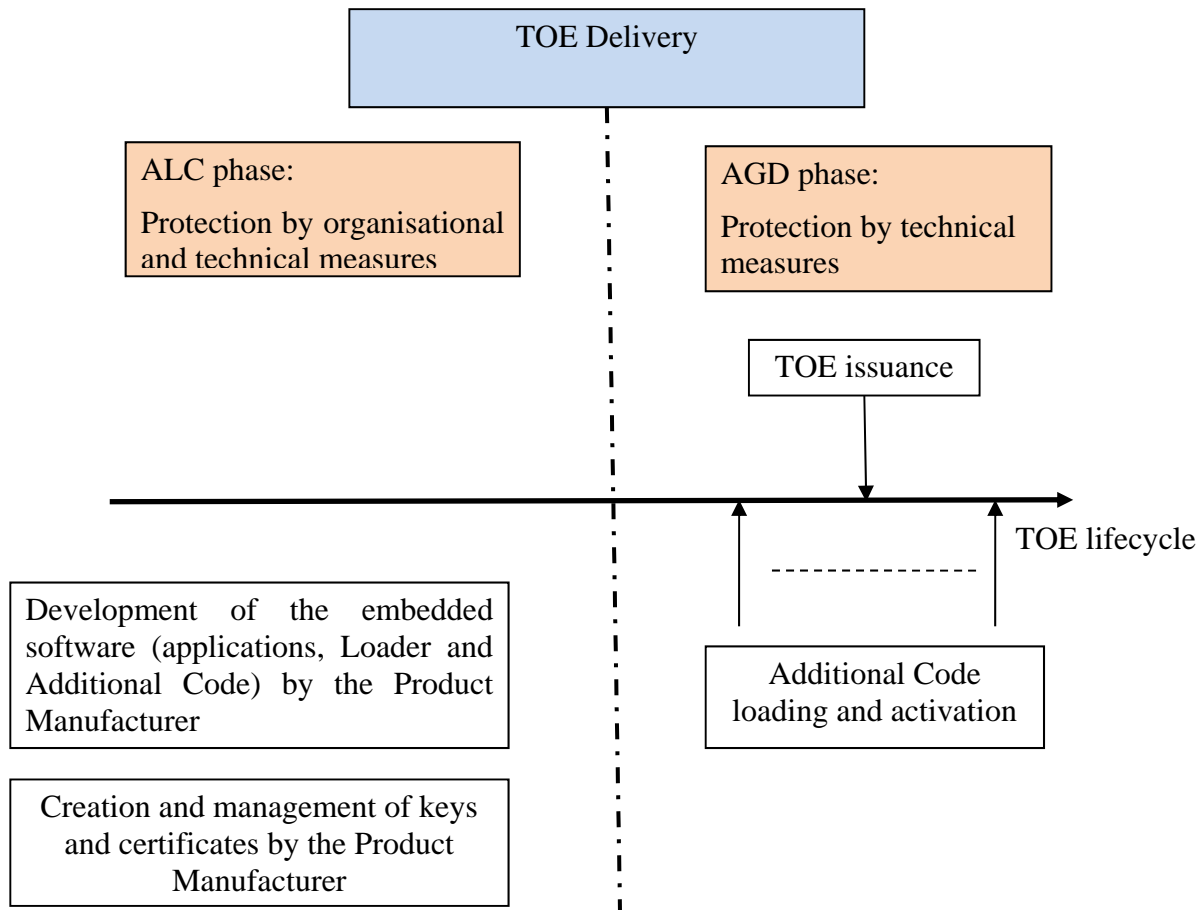 TOE Delivery
ALC phase:
Protection by organisational
and technical measures
AGD phase:
Protection by technical
measures
TOE issuance
TOE lifecycle
Development of the embedded
software (applications, Loader and
Additional Code) by the Product
Manufacturer
Additional Code
loading and activation
Creation and management of keys
and certificates by the Product
Manufacturer